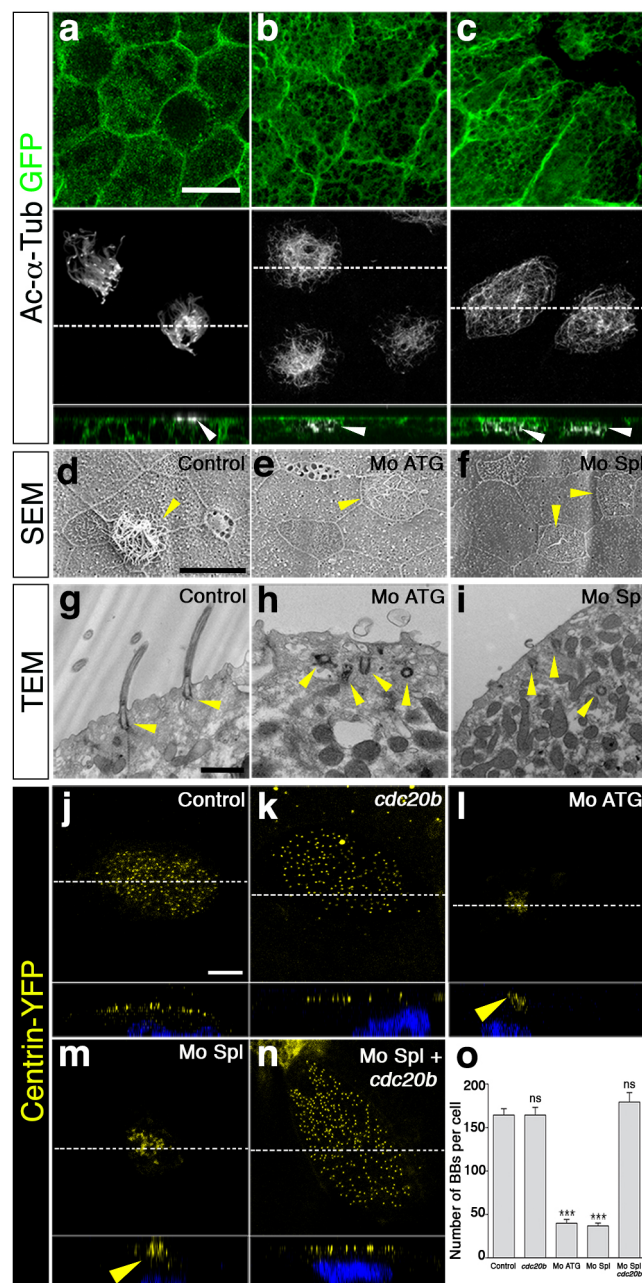 a
b
c
Ac-α-Tub GFP
d
Control
e
Mo ATG
f
Mo Spl
SEM
g
Control
h
Mo ATG
i
Mo Spl
TEM
j
Control
k
cdc20b
l
Mo ATG
Centrin-YFP
m
Mo Spl
n
Mo Spl +
cdc20b
o
Number of BBs per cell
200
150
100
50
0
ns
***
***
ns
Control
cdc20b
Mo ATG
Mo Spl
Mo Spl
cdc20b